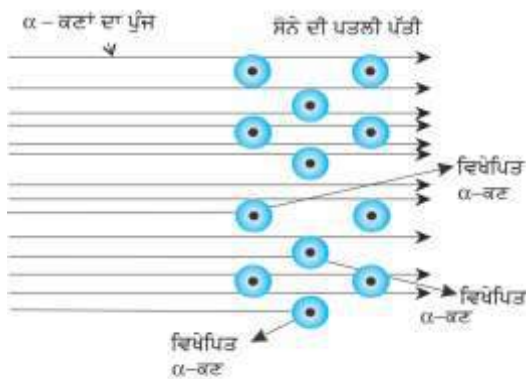 α – ਕਣਾਂ ਦਾ ਪੁੰਜ
ਸੋਨੇ ਦੀ ਪਤਲੀ ਪੱਤੀ
ਵਿਖੇਪਿਤ
α–ਕਣ
ਵਿਖੇਪਿਤ
α–ਕਣ
ਵਿਖੇਪਿਤ
α–ਕਣ